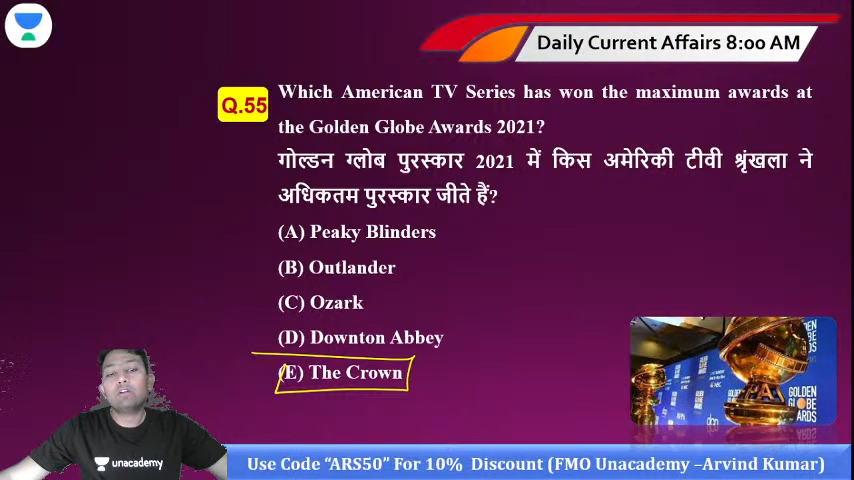 Daily Current Affairs 8:00 AM
Q.55
Which American TV Series has won the maximum awards at
the Golden Globe Awards 2021?
गोल्डन ग्लोब पुरस्कार 2021 में किस अमेरिकी टीवी श्रृंखला ने
अधिकतम पुरस्कार जीते हैं?
(A) Peaky Blinders
(B) Outlander
(C) Ozark
(D) Downton Abbey
(E) The Crown
GOLDEN
GLOBE
ARDS
unacademy
Use Code “ARS50” For 10% Discount (FMO Unacademy –Arvind Kumar)